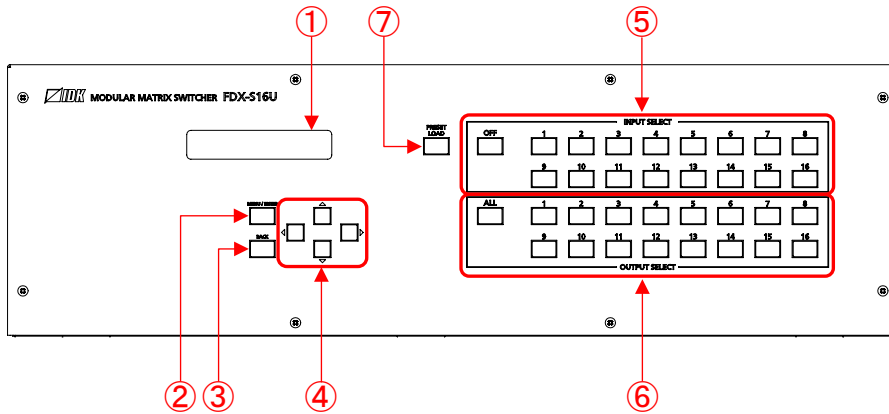 ① ⑦ ⑤
IDK MODULAR MATRIX SWITCHER FDX-S16U
PRESET
LOAD
INPUT SELECT
OFF 1 2 3 4 5 6 7 8
9 10 11 12 13 14 15 16
MENU / ENTER
ALL 1 2 3 4 5 6 7 8
BACK
9 10 11 12 13 14 15 16
OUTPUT SELECT
② ③ ④ ⑥